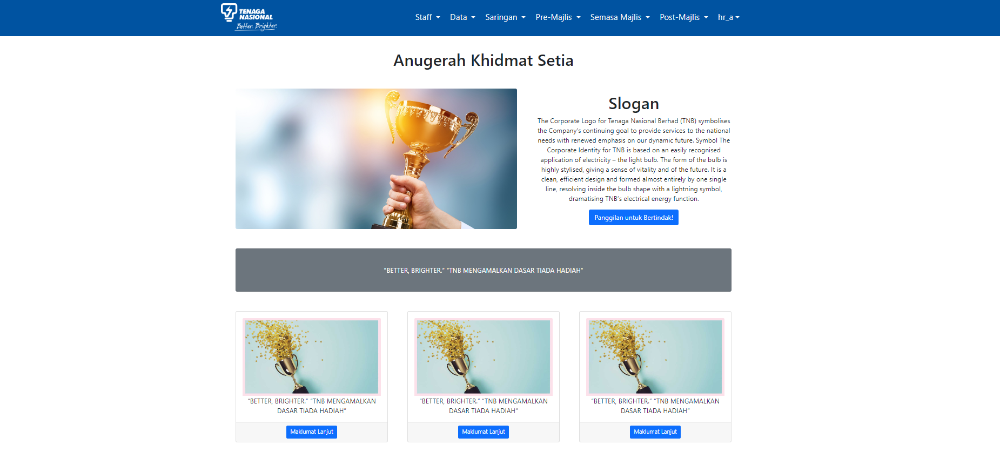 TENAGA
NASIONAL
Better. Brighter.
Staff Data Saringan Pre-Majlis Semasa Majlis Post-Majlis hr_a
Anugerah Khidmat Setia
Slogan
The Corporate Logo for Tenaga Nasional Berhad (TNB) symbolises
the Company's continuing goal to provide services to the national
needs with renewed emphasis on our dynamic future. Symbol The
Corporate Identity for TNB is based on an easily recognised
application of electricity – the light bulb. The form of the bulb is
highly stylised, giving a sense of vitality and of the future. It is a
clean, efficient design and formed almost entirely by one single
line, resolving inside the bulb shape with a lightning symbol,
dramatising TNB's electrical energy function.
Panggilan untuk Bertindak!
“BETTER, BRIGHTER.” “TNB MENGAMALKAN DASAR TIADA HADIAH”
“BETTER, BRIGHTER.” “TNB MENGAMALKAN
DASAR TIADA HADIAH”
Maklumat Lanjut
“BETTER, BRIGHTER.” “TNB MENGAMALKAN
DASAR TIADA HADIAH”
Maklumat Lanjut
“BETTER, BRIGHTER.” “TNB MENGAMALKAN
DASAR TIADA HADIAH”
Maklumat Lanjut